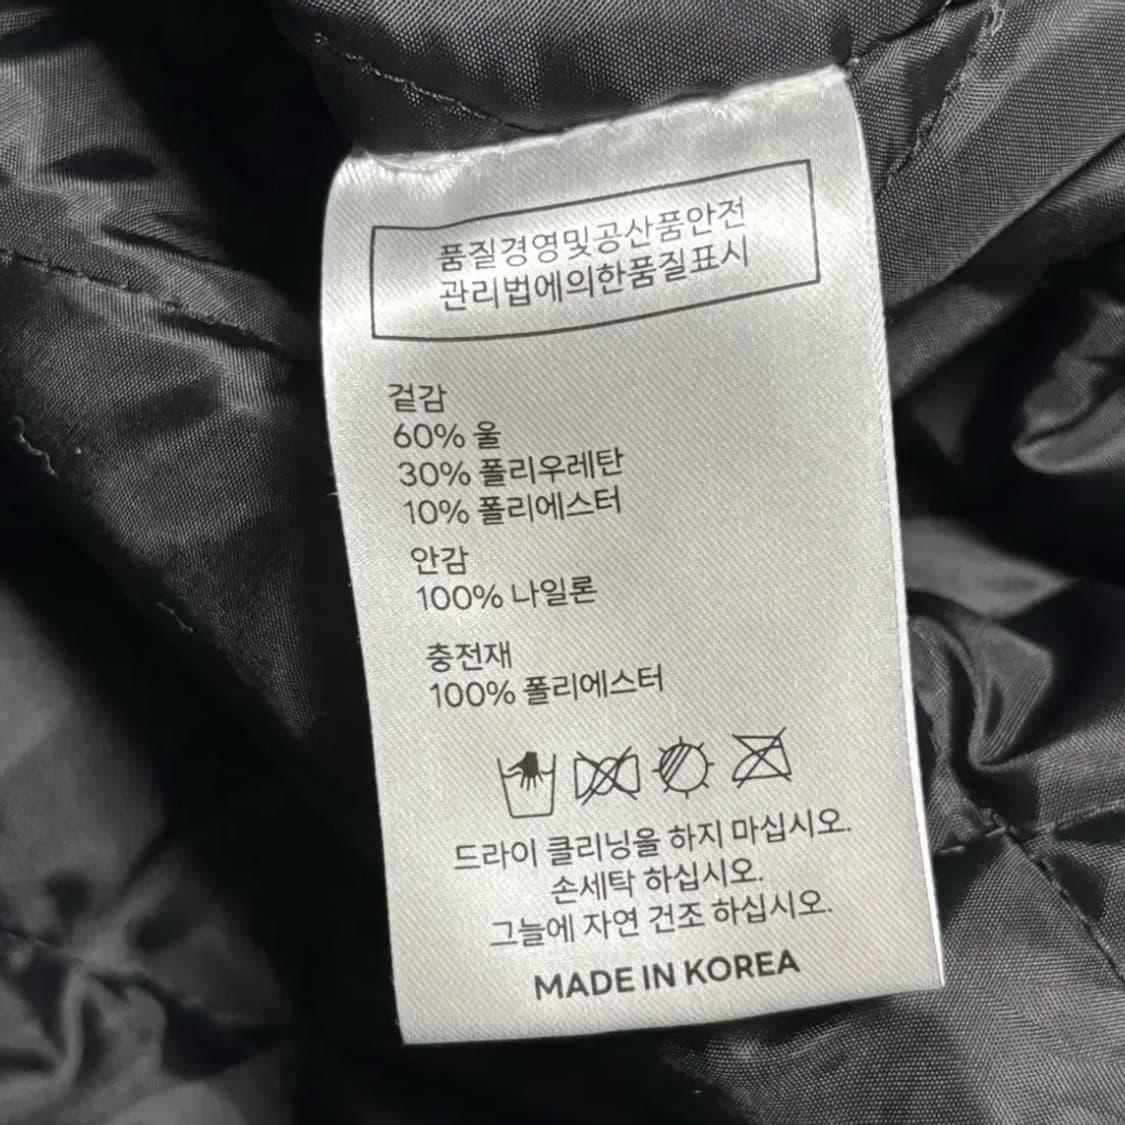 품질경영및공산품안전
관리법에의한품질표시
겉감
60% 울
30% 폴리우레탄
10% 폴리에스터
안감
100% 나일론
충전재
100% 폴리에스터
드라이 클리닝을 하지 마십시오.
손세탁 하십시오.
그늘에 자연 건조 하십시오.
MADE IN KOREA